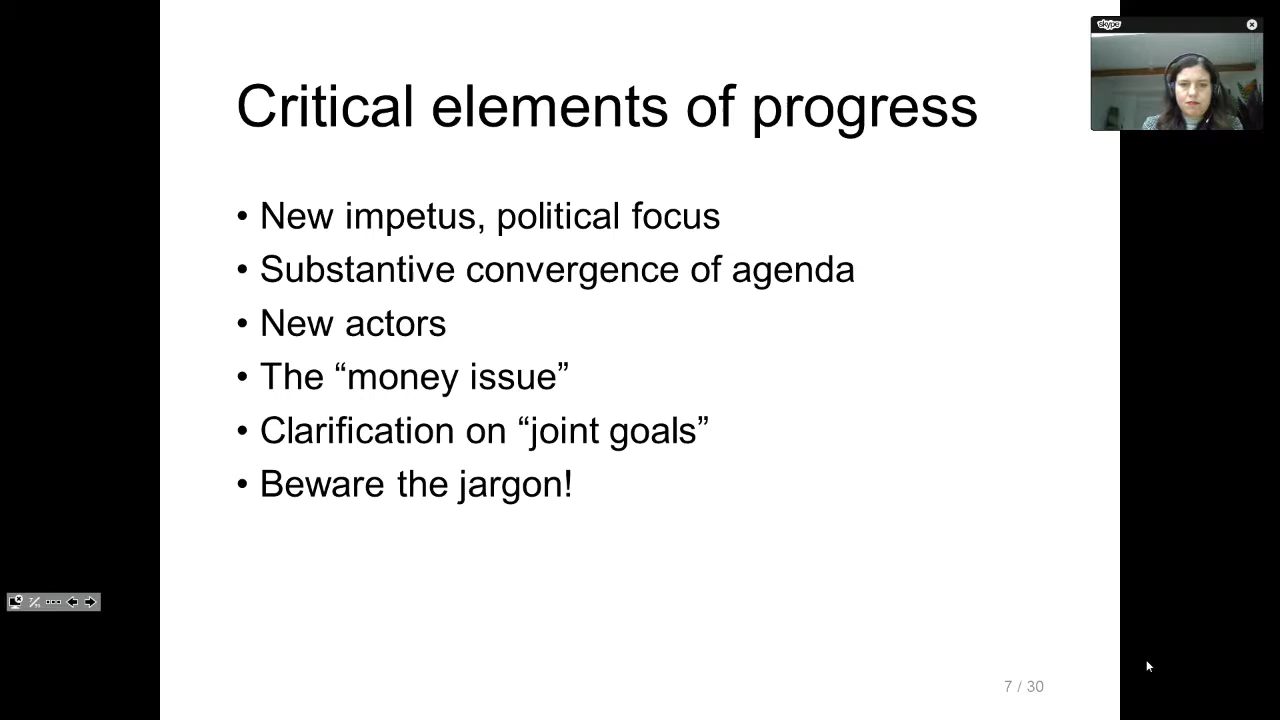 skype
Critical elements of progress
• New impetus, political focus
• Substantive convergence of agenda
• New actors
• The “money issue”
• Clarification on “joint goals”
• Beware the jargon!
7 / 30